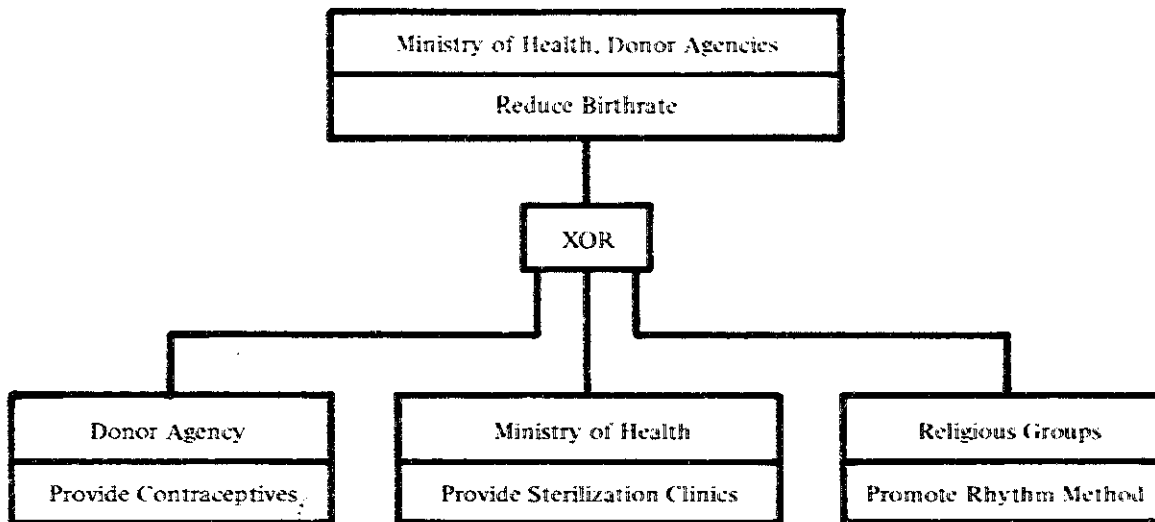 Ministry of Health, Donor Agencies
Reduce Birthrate
XOR
Donor Agency
Provide Contraceptives
Ministry of Health
Provide Sterilization Clinics
Religious Groups
Promote Rhythm Method